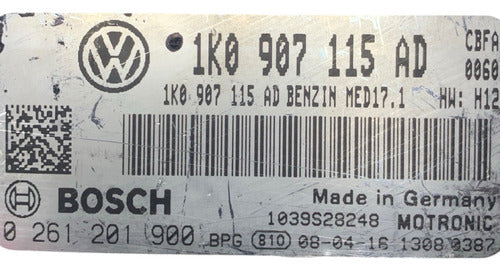 1K0 907 115 AD CBFA
0060
1K0 907 115 AD BENZIN MED17.1 HW: H12
BOSCH Made in Germany
1039S28248 MOTRONIC
0 261 201 900 BPG 810 08-04-16 1308 0387